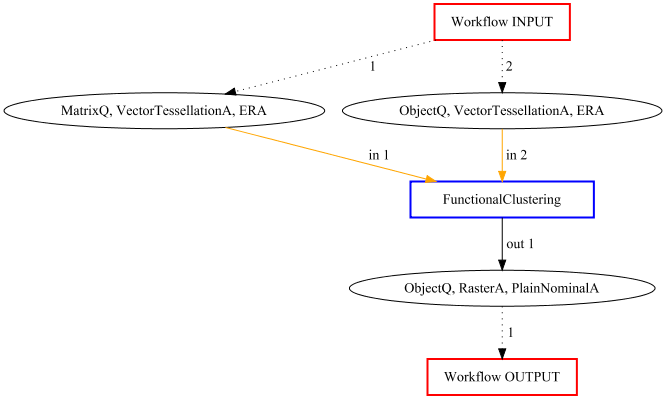 Workflow INPUT
1
2
MatrixQ, VectorTessellationA, ERA
ObjectQ, VectorTessellationA, ERA
in 1
in 2
FunctionalClustering
out 1
ObjectQ, RasterA, PlainNominalA
1
Workflow OUTPUT